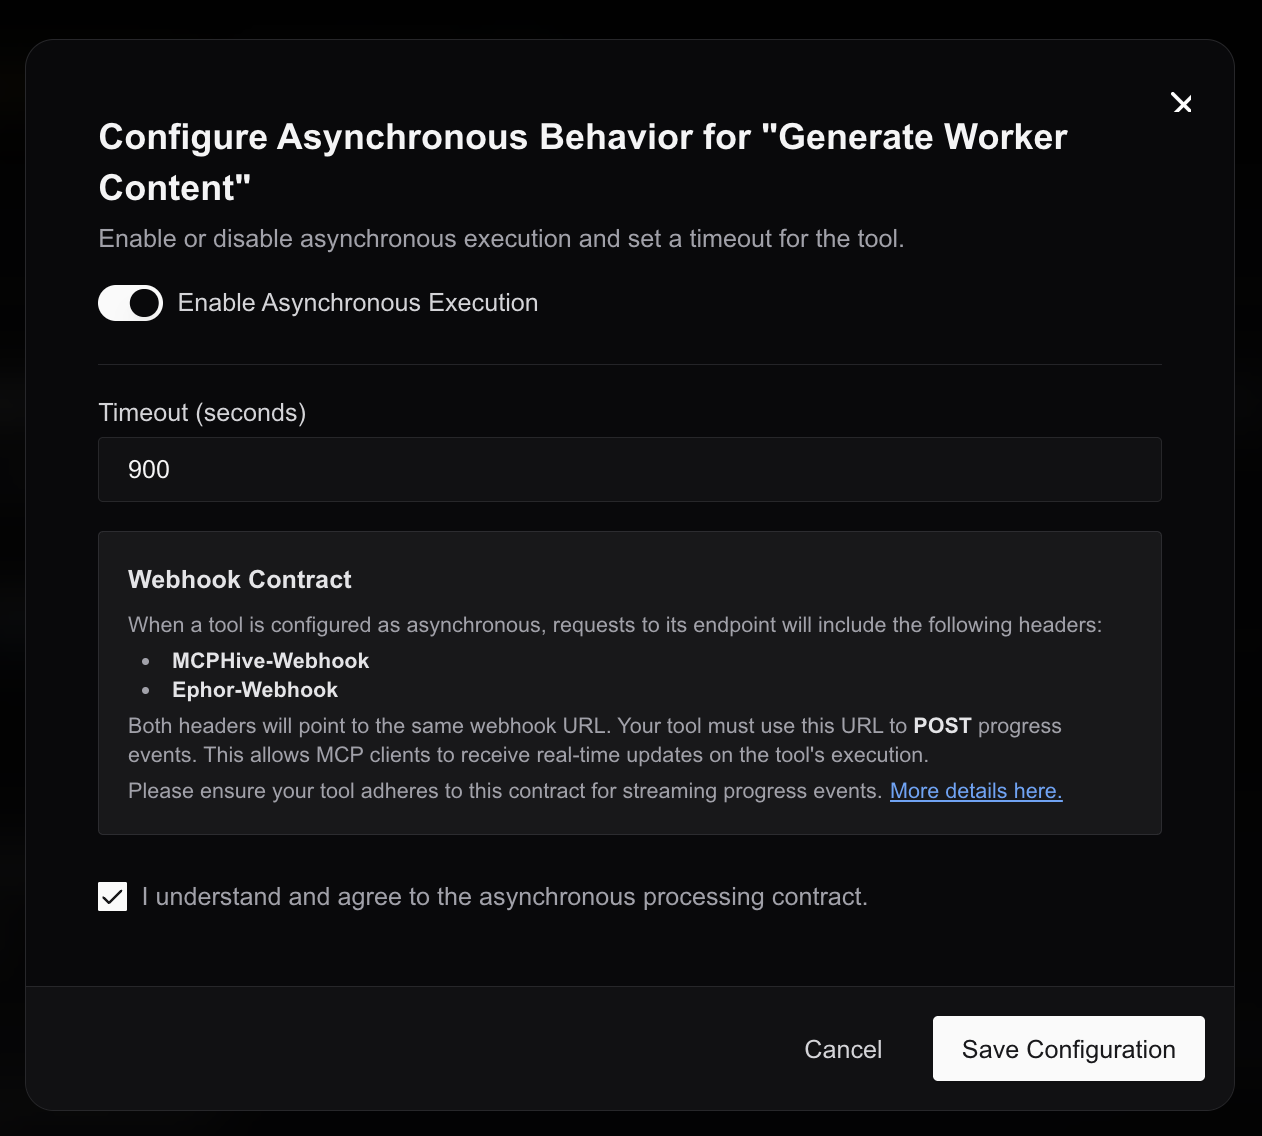 Configure Asynchronous Behavior for "Generate Worker
Content"
Enable or disable asynchronous execution and set a timeout for the tool.
Enable Asynchronous Execution
Timeout (seconds)
900
Webhook Contract
When a tool is configured as asynchronous, requests to its endpoint will include the following headers:
• MCPHive-Webhook
• Ephor-Webhook
Both headers will point to the same webhook URL. Your tool must use this URL to POST progress
events. This allows MCP clients to receive real-time updates on the tool's execution.
Please ensure your tool adheres to this contract for streaming progress events. More details here.
I understand and agree to the asynchronous processing contract.
Cancel
Save Configuration